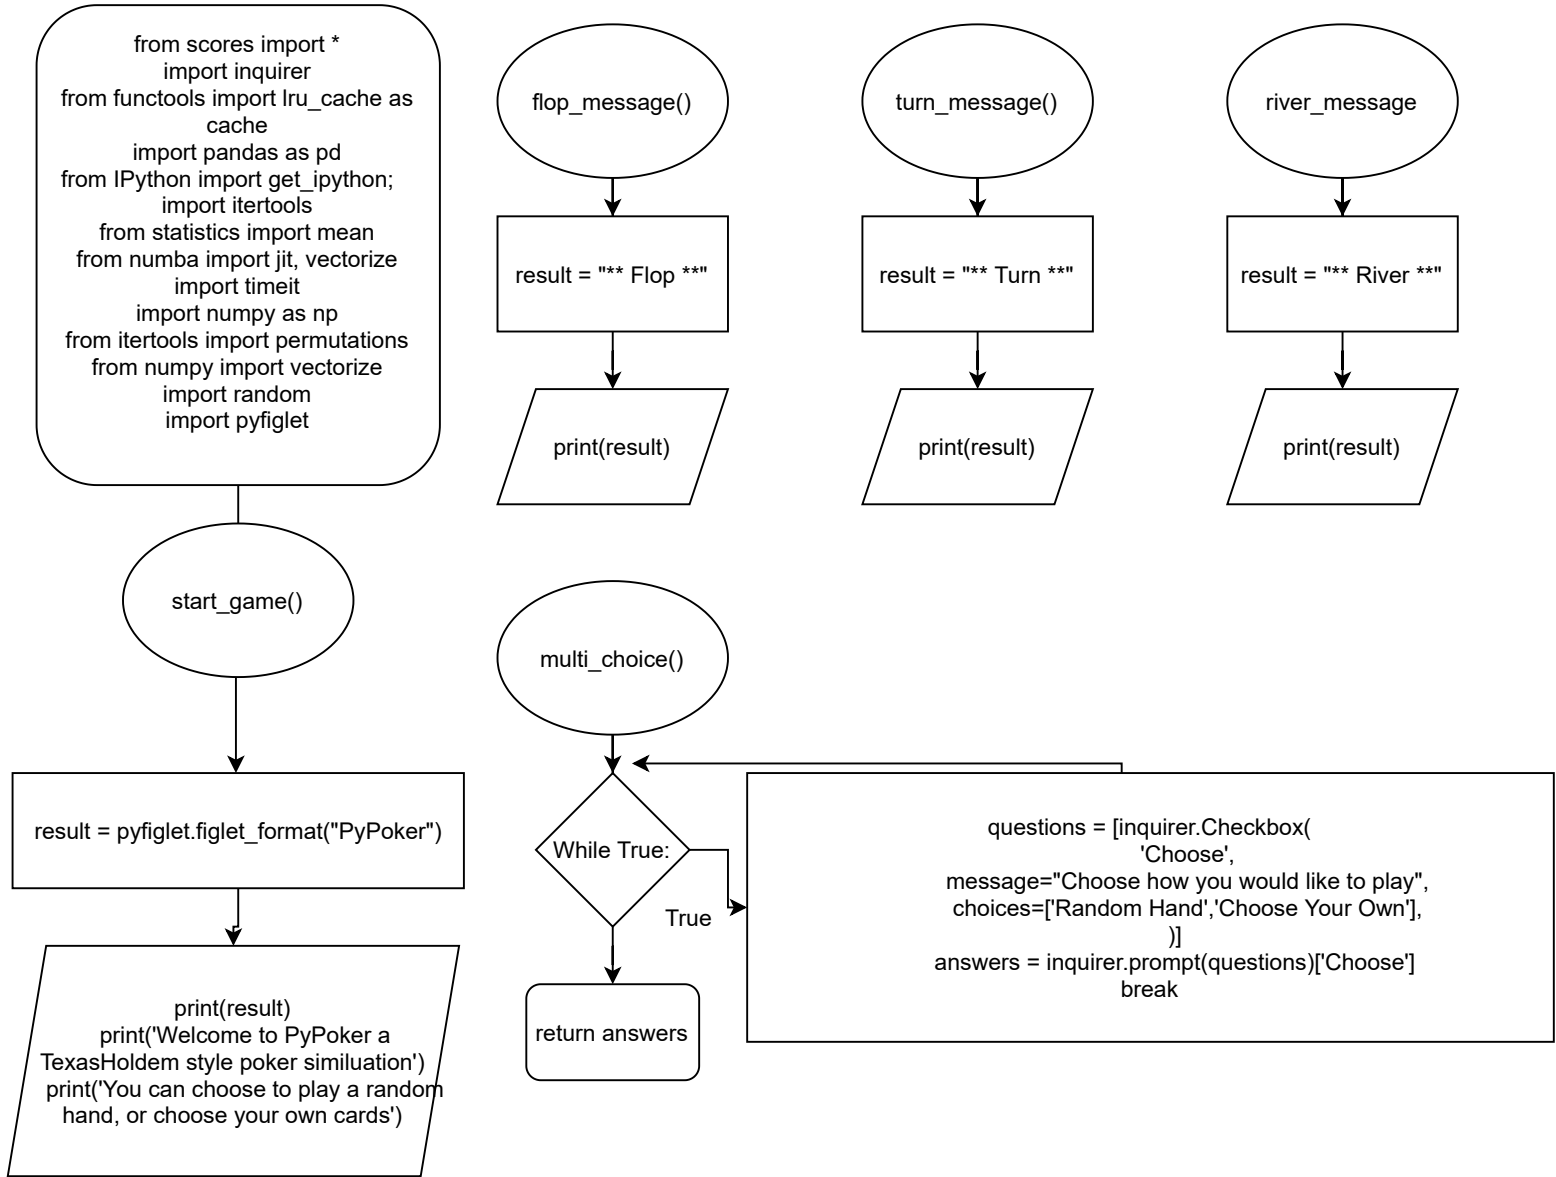 from scores import *
import inquirer
from functools import lru_cache as
cache
import pandas as pd
from IPython import get_ipython;
import itertools
from statistics import mean
from numba import jit, vectorize
import timeit
import numpy as np
from itertools import permutations
from numpy import vectorize
import random
import pyfiglet
start_game()
result = pyfiglet.figlet_format("PyPoker")
print(result)
print('Welcome to PyPoker a
TexasHoldem style poker similuation')
print('You can choose to play a random
hand, or choose your own cards')
flop_message()
result = "** Flop **"
print(result)
turn_message()
result = "** Turn **"
print(result)
river_message
result = "** River **"
print(result)
multi_choice()
While True:
True
questions = [inquirer.Checkbox(
'Choose',
message="Choose how you would like to play",
choices=['Random Hand','Choose Your Own'],
)]
answers = inquirer.prompt(questions)['Choose']
break
return answers